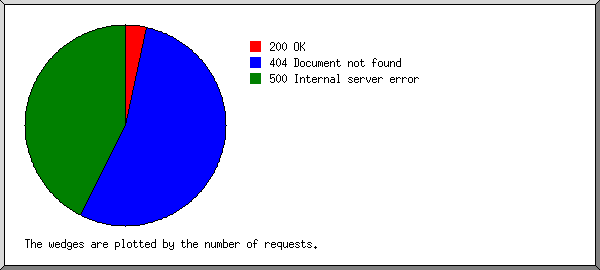 200 OK
404 Document not found
500 Internal server error
The wedges are plotted by the number of requests.